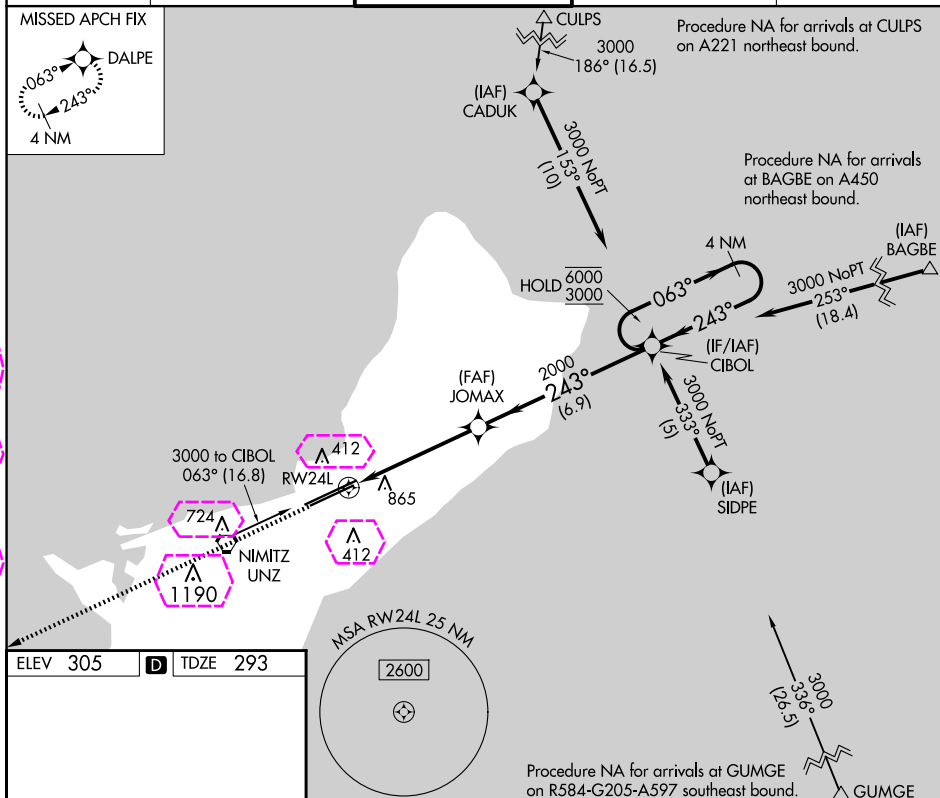 MISSED APCH FIX
DALPE
063°
243°
4 NM
CULPS
3000
186° (16.5)
Procedure NA for arrivals at CULPS
on A221 northeast bound.
(IAF)
CADUK
3000 NoPT
153°
(10)
Procedure NA for arrivals
at BAGBE on A450
northeast bound.
(IAF)
BAGBE
4 NM
3000 NoPT
253°
(18.4)
HOLD
6000
3000
063°
243°
(IF/IAF)
CIBOL
2000
243°
(6.9)
(FAF)
JOMAX
3000 NoPT
333°
(5)
(IAF)
SIDPE
3000 to CIBOL
063° (16.8)
412
RW24L
865
724
412
NIMITZ
UNZ
1190
MSA RW24L 25 NM
2600
3000
336°
(26.5)
ELEV 305
D
TDZE 293
Procedure NA for arrivals at GUMGE
on R584-G205-A597 southeast bound.
GUMGE